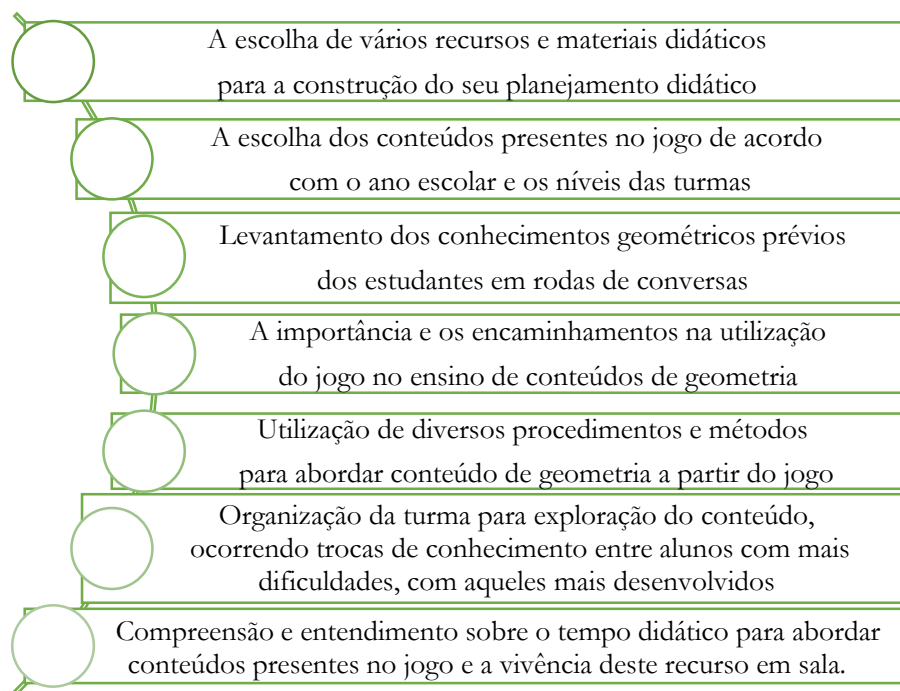 A escolha de vários recursos e materiais didáticos
para a construção do seu planejamento didático
A escolha dos conteúdos presentes no jogo de acordo
com o ano escolar e os níveis das turmas
Levantamento dos conhecimentos geométricos prévios
dos estudantes em rodas de conversas
A importância e os encaminhamentos na utilização
do jogo no ensino de conteúdos de geometria
Utilização de diversos procedimentos e métodos
para abordar conteúdo de geometria a partir do jogo
Organização da turma para exploração do conteúdo,
ocorrendo trocas de conhecimento entre alunos com mais
dificuldades, com aqueles mais desenvolvidos
Compreensão e entendimento sobre o tempo didático para abordar
conteúdos presentes no jogo e a vivência deste recurso em sala.